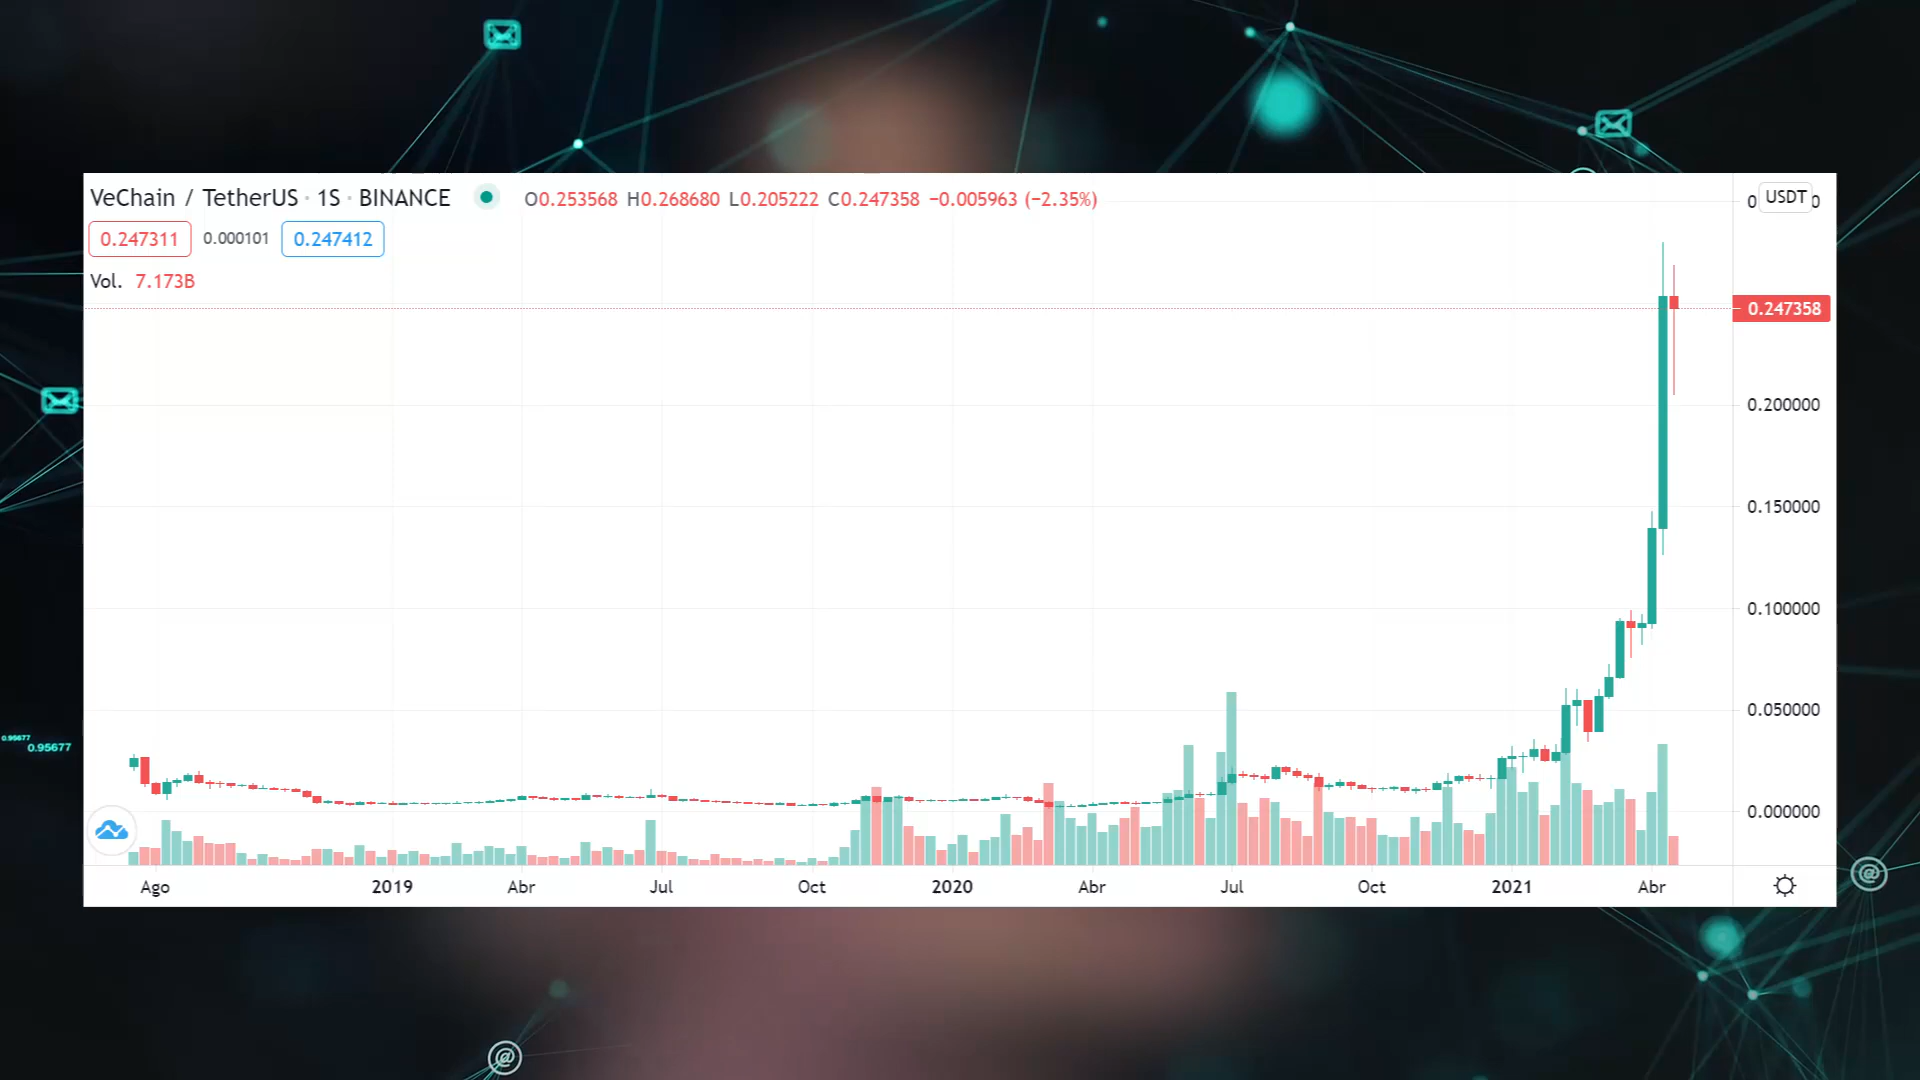 VeChain / TetherUS · 1S · BINANCE
O0.253568 H0.268680 L0.205222 C0.247358 −0.005963 (−2.35%)
USDT
0.247311 0.000101 0.247412
Vol. 7.173B
0.247358
0.200000
0.150000
0.100000
0.050000
0.000000
0.95677
0.95677
Ago 2019 Abr Jul Oct 2020 Abr Jul Oct 2021 Abr
@
@